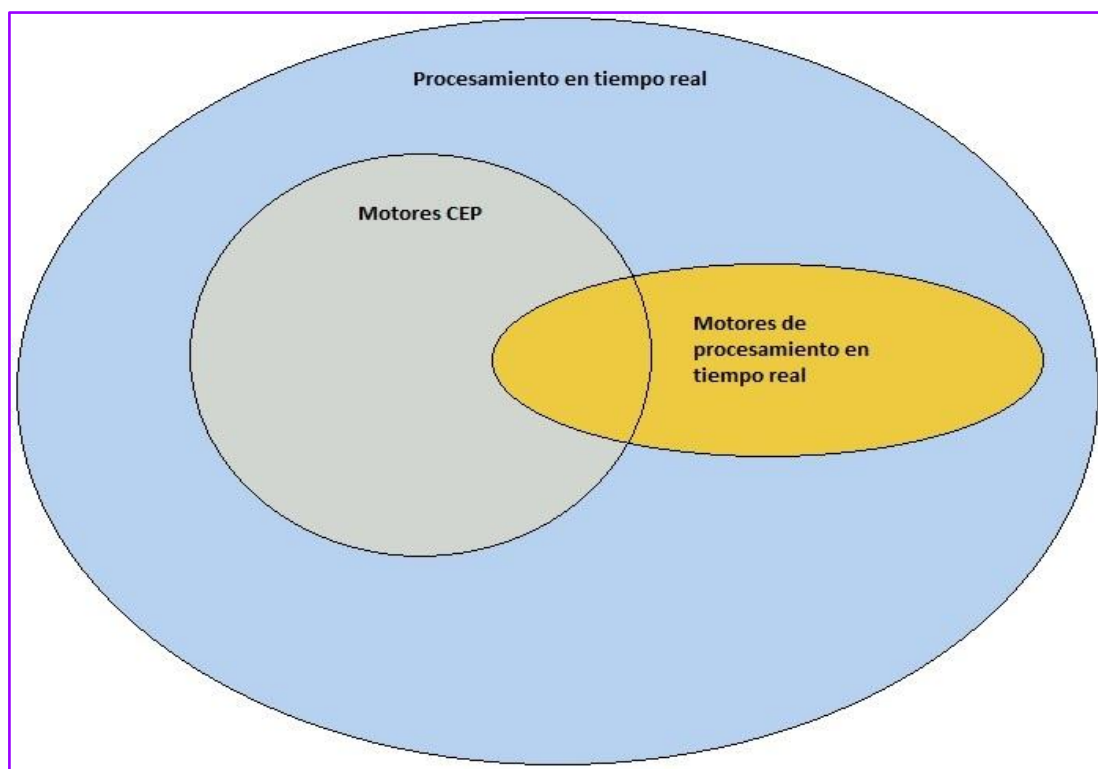 Procesamiento en tiempo real
Motores CEP
Motores de
procesamiento en
tiempo real